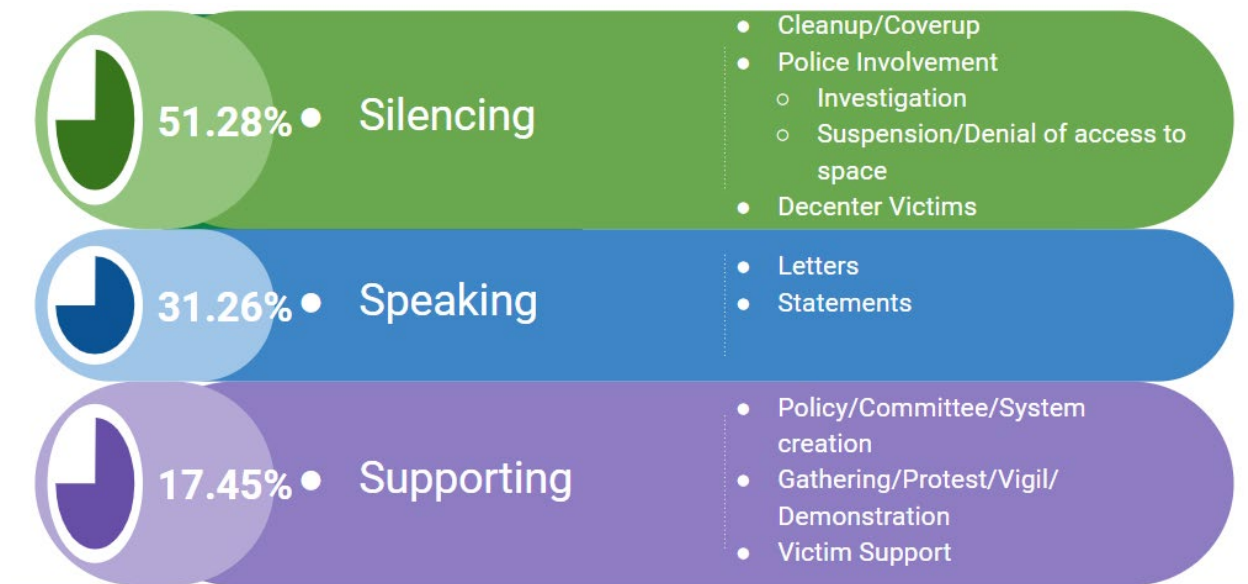 51.28% ● Silencing
● Cleanup/Coverup
● Police Involvement
○ Investigation
○ Suspension/Denial of access to
space
● Decenter Victims
31.26% ● Speaking
● Letters
● Statements
17.45% ● Supporting
● Policy/Committee/System
creation
● Gathering/Protest/Vigil/
Demonstration
● Victim Support